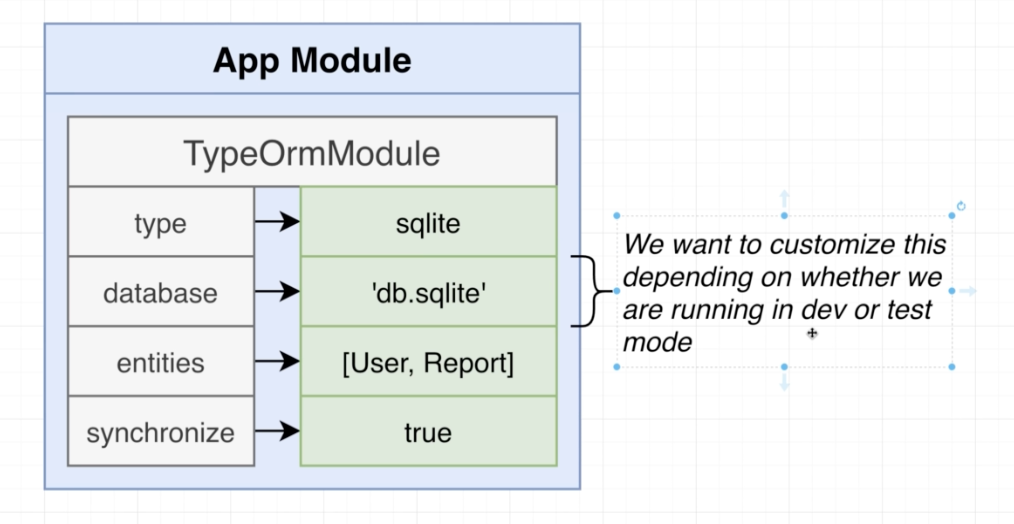 App Module
TypeOrmModule
type
sqlite
database
'db.sqlite'
entities
[User, Report]
synchronize
true
We want to customize this
depending on whether we
are running in dev or test
mode